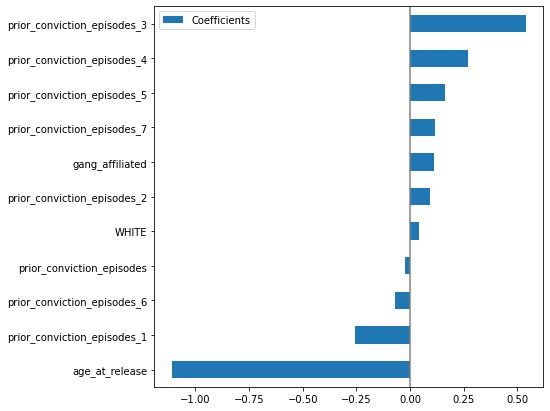 Coefficients
prior_conviction_episodes_3
prior_conviction_episodes_4
prior_conviction_episodes_5
prior_conviction_episodes_7
gang_affiliated
prior_conviction_episodes_2
WHITE
prior_conviction_episodes
prior_conviction_episodes_6
prior_conviction_episodes_1
age_at_release
−1.00 −0.75 −0.50 −0.25 0.00 0.25 0.50